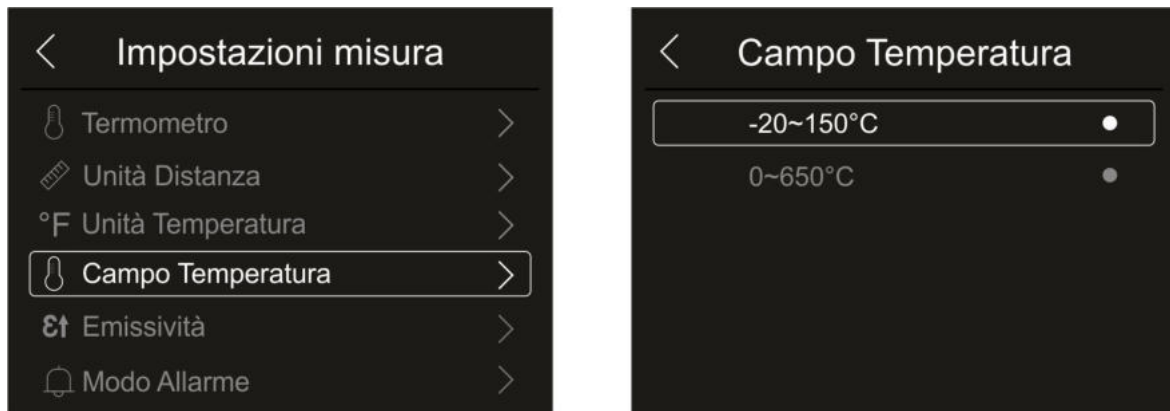 Impostazioni misura
Termometro
Unità Distanza
°F Unità Temperatura
Campo Temperatura
Ɛ↑ Emissività
Modo Allarme
Campo Temperatura
-20~150°C
0~650°C